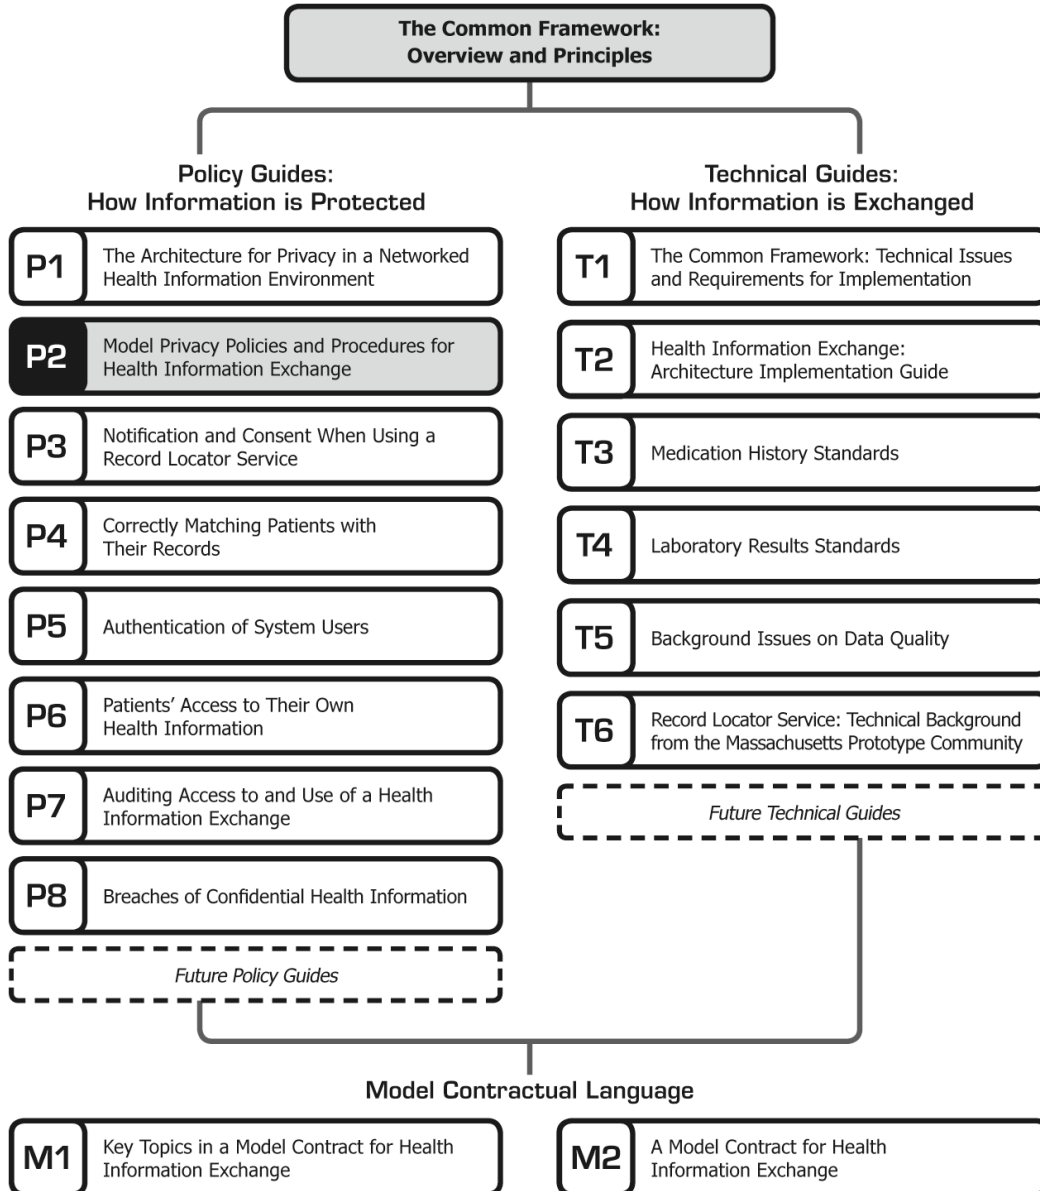 The Common Framework:
Overview and Principles
Policy Guides:
How Information is Protected
P1
The Architecture for Privacy in a Networked
Health Information Environment
P2
Model Privacy Policies and Procedures for
Health Information Exchange
P3
Notification and Consent When Using a
Record Locator Service
P4
Correctly Matching Patients with
Their Records
P5
Authentication of System Users
P6
Patients’ Access to Their Own
Health Information
P7
Auditing Access to and Use of a Health
Information Exchange
P8
Breaches of Confidential Health Information
Future Policy Guides
Technical Guides:
How Information is Exchanged
T1
The Common Framework: Technical Issues
and Requirements for Implementation
T2
Health Information Exchange:
Architecture Implementation Guide
T3
Medication History Standards
T4
Laboratory Results Standards
T5
Background Issues on Data Quality
T6
Record Locator Service: Technical Background
from the Massachusetts Prototype Community
Future Technical Guides
Model Contractual Language
M1
Key Topics in a Model Contract for Health
Information Exchange
M2
A Model Contract for Health
Information Exchange